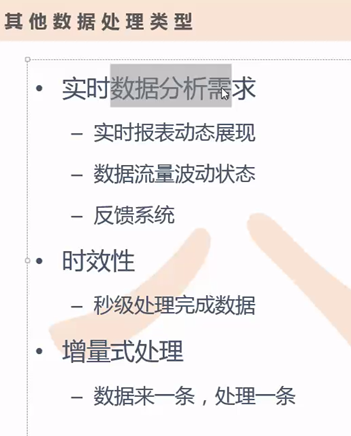 其他数据处理类型
• 实时数据分析需求
– 实时报表动态展现
– 数据流量波动状态
– 反馈系统
• 时效性
– 秒级处理完成数据
• 增量式处理
– 数据来一条，处理一条